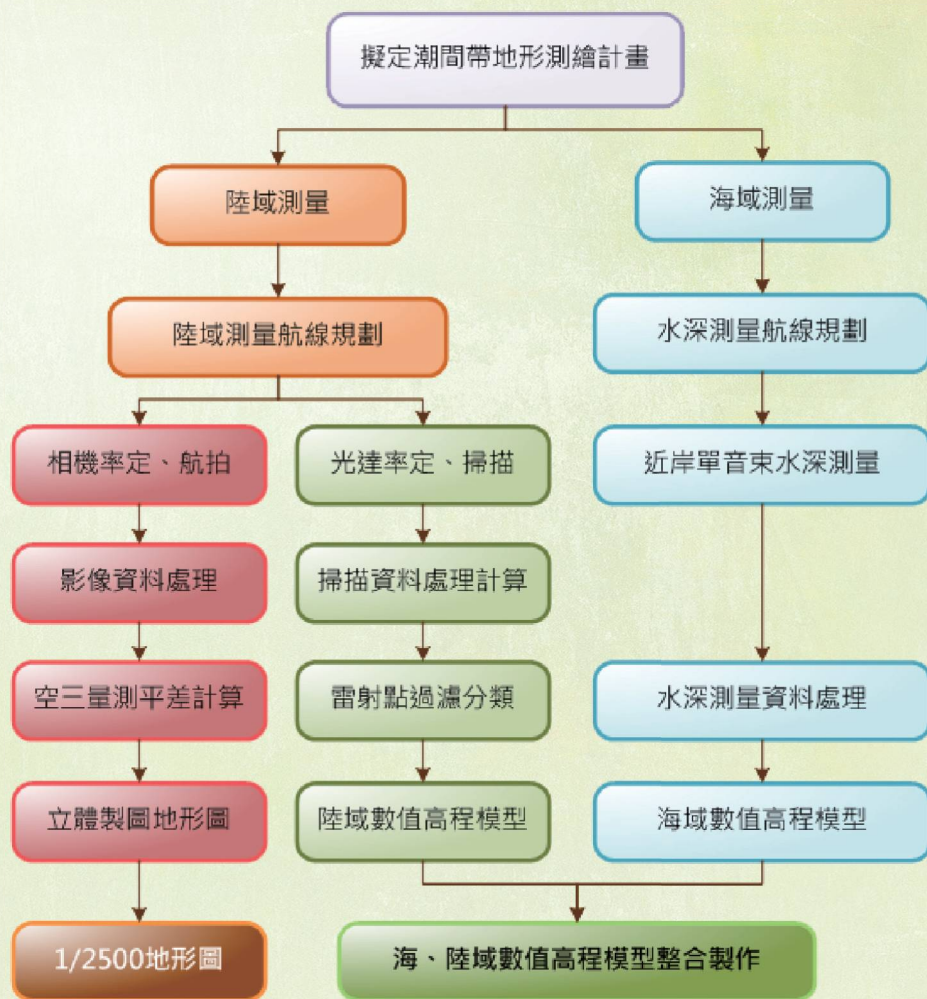 擬定潮間帶地形測繪計畫
陸域測量
海域測量
陸域測量航線規劃
水深測量航線規劃
相機率定、航拍
光達率定、掃描
近岸單音束水深測量
影像資料處理
掃描資料處理計算
空三量測平差計算
雷射點過濾分類
水深測量資料處理
立體製圖地形圖
陸域數值高程模型
海域數值高程模型
1/2500地形圖
海、陸域數值高程模型整合製作